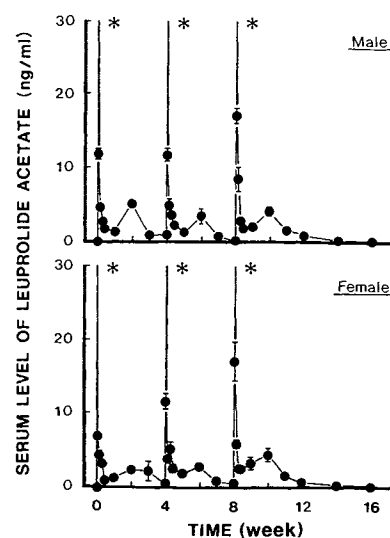 SERUM LEVEL OF LEUPROLIDE ACETATE (ng/ml)
30
* * *
Male
20
10
0
30
* * *
Female
20
10
0
0 4 8 12 16
TIME (week)